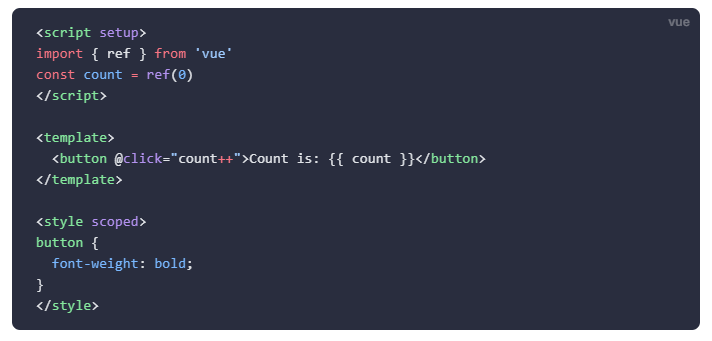 vue
<script setup>
import { ref } from 'vue'
const count = ref(0)
</script>

<template>
  <button @click="count++">Count is: {{ count }}</button>
</template>

<style scoped>
button {
  font-weight: bold;
}
</style>